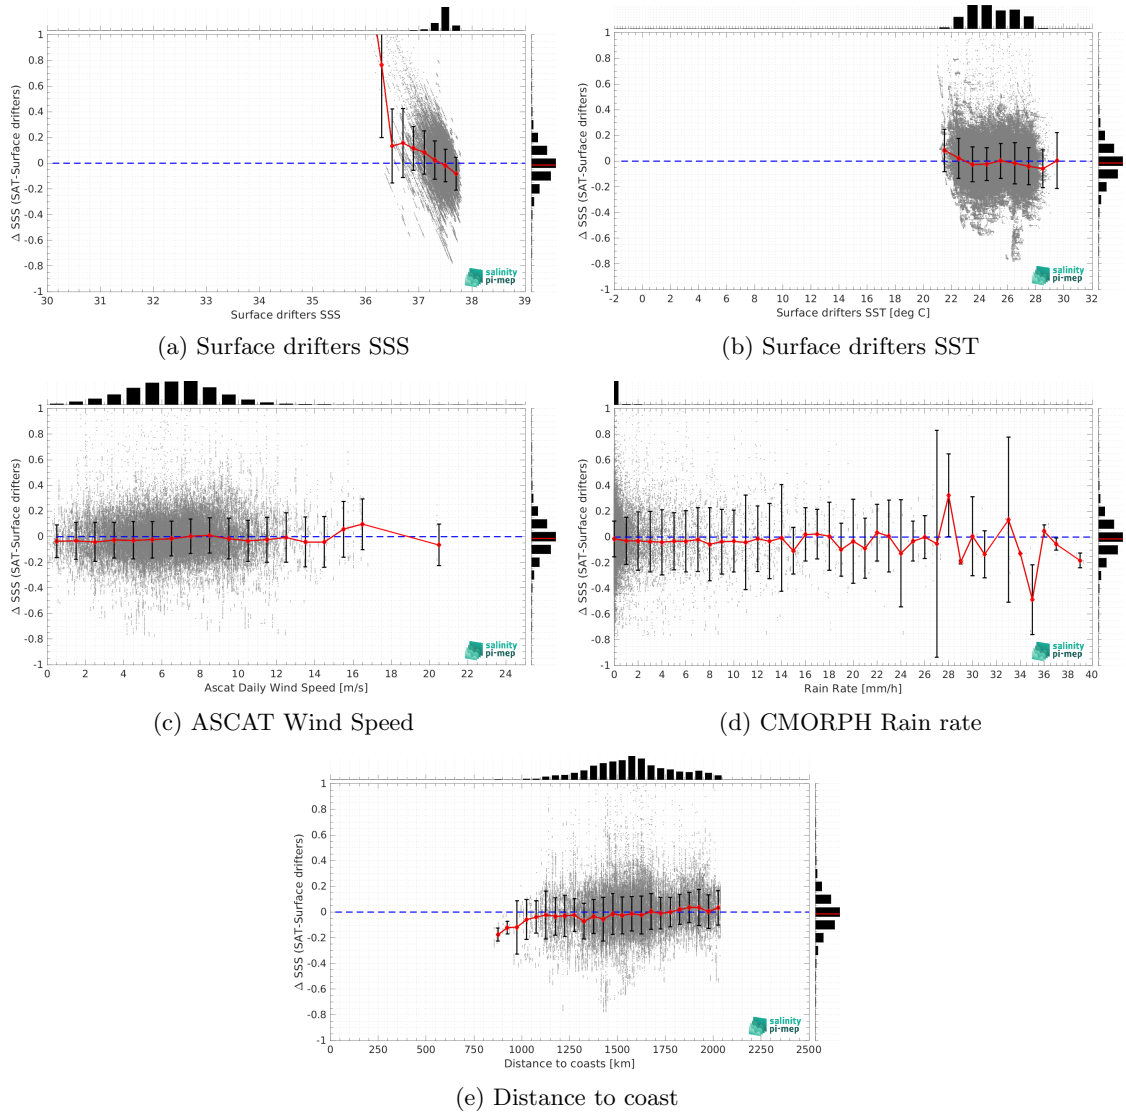 Δ SSS (SAT-Surface drifters)
1
0.8
0.6
0.4
0.2
0
-0.2
-0.4
-0.6
-0.8
-1
30 31 32 33 34 35 36 37 38 39
Surface drifters SSS
salinity
pi-mep
(a) Surface drifters SSS
Δ SSS (SAT-Surface drifters)
1
0.8
0.6
0.4
0.2
0
-0.2
-0.4
-0.6
-0.8
-1
-2 0 2 4 6 8 10 12 14 16 18 20 22 24 26 28 30 32
Surface drifters SST [deg C]
salinity
pi-mep
(b) Surface drifters SST
Δ SSS (SAT-Surface drifters)
1
0.8
0.6
0.4
0.2
0
-0.2
-0.4
-0.6
-0.8
-1
0 2 4 6 8 10 12 14 16 18 20 22 24
Ascat Daily Wind Speed [m/s]
salinity
pi-mep
(c) ASCAT Wind Speed
Δ SSS (SAT-Surface drifters)
1
0.8
0.6
0.4
0.2
0
-0.2
-0.4
-0.6
-0.8
-1
0 2 4 6 8 10 12 14 16 18 20 22 24 26 28 30 32 34 36 38 40
Rain Rate [mm/h]
salinity
pi-mep
(d) CMORPH Rain rate
Δ SSS (SAT-Surface drifters)
1
0.8
0.6
0.4
0.2
0
-0.2
-0.4
-0.6
-0.8
-1
0 250 500 750 1000 1250 1500 1750 2000 2250 2500
Distance to coasts [km]
salinity
pi-mep
(e) Distance to coast